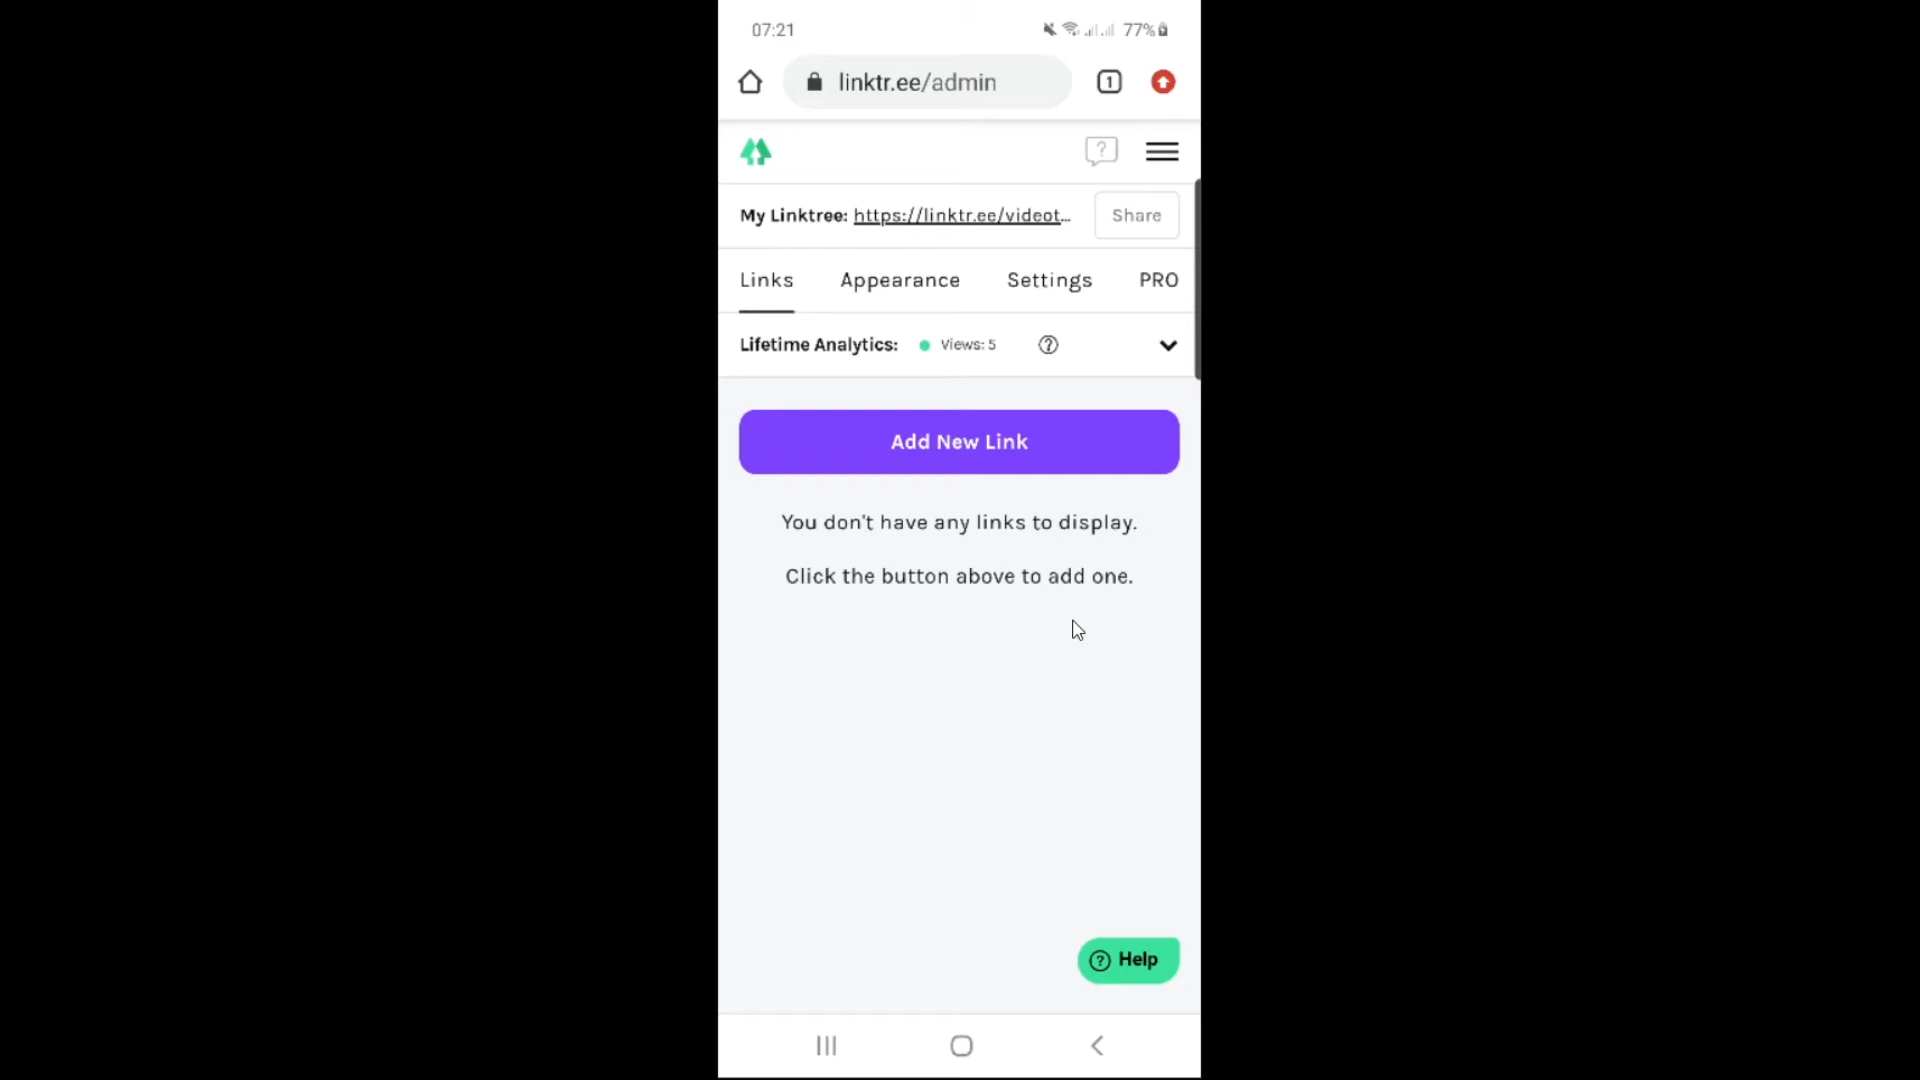 07:21
77%
linktr.ee/admin
1
?
My Linktree: https://linktr.ee/videot... Share
Links Appearance Settings PRO
Lifetime Analytics: Views: 5 ?
Add New Link
You don't have any links to display.
Click the button above to add one.
? Help